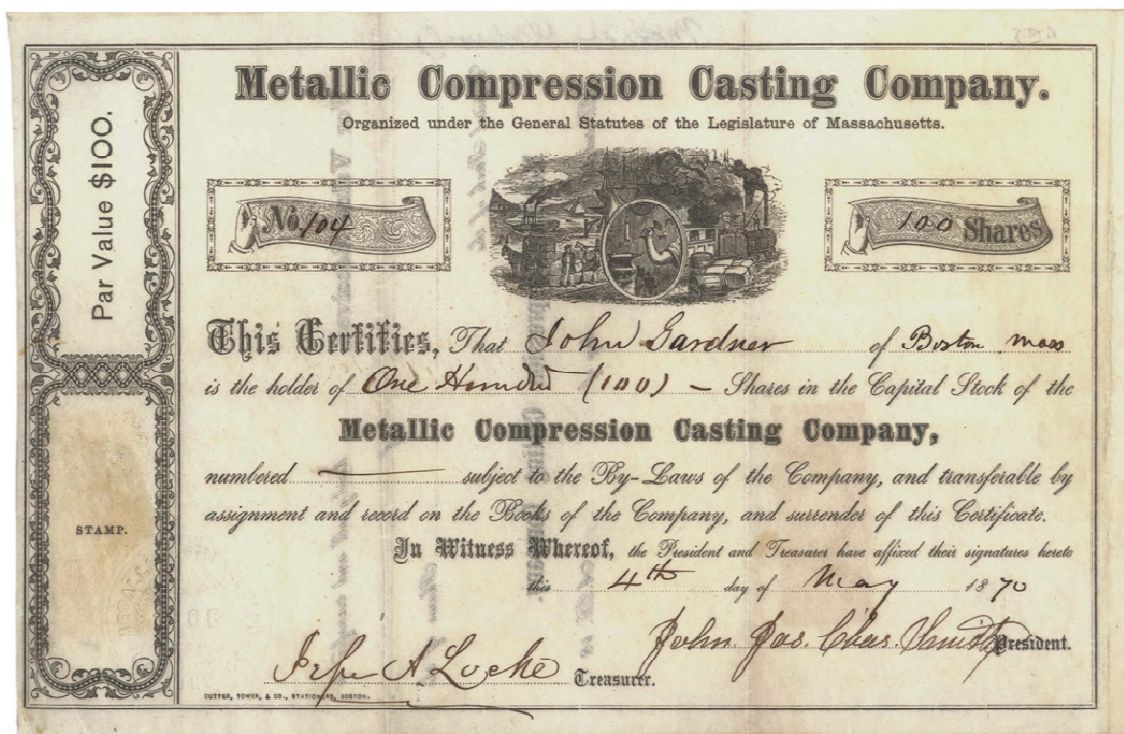 Metallic Compression Casting Company.
Organized under the General Statutes of the Legislature of Massachusetts.
Par Value $100.
No. 104
100 Shares
This Certifies, That John Gardner of Boston Mass
is the holder of One Hundred (100) — Shares in the Capital Stock of the
Metallic Compression Casting Company,
numbered — subject to the By-Laws of the Company, and transferable by
assignment and record on the Books of the Company, and surrender of this Certificate.
In Witness Whereof, the President and Treasurer have affixed their signatures hereto
this 4th day of May 1870
STAMP.
John Jas. Chas. Smith President.
A. Locke Treasurer.
CUTTER, TOWER, & CO., STATIONERS, BOSTON.